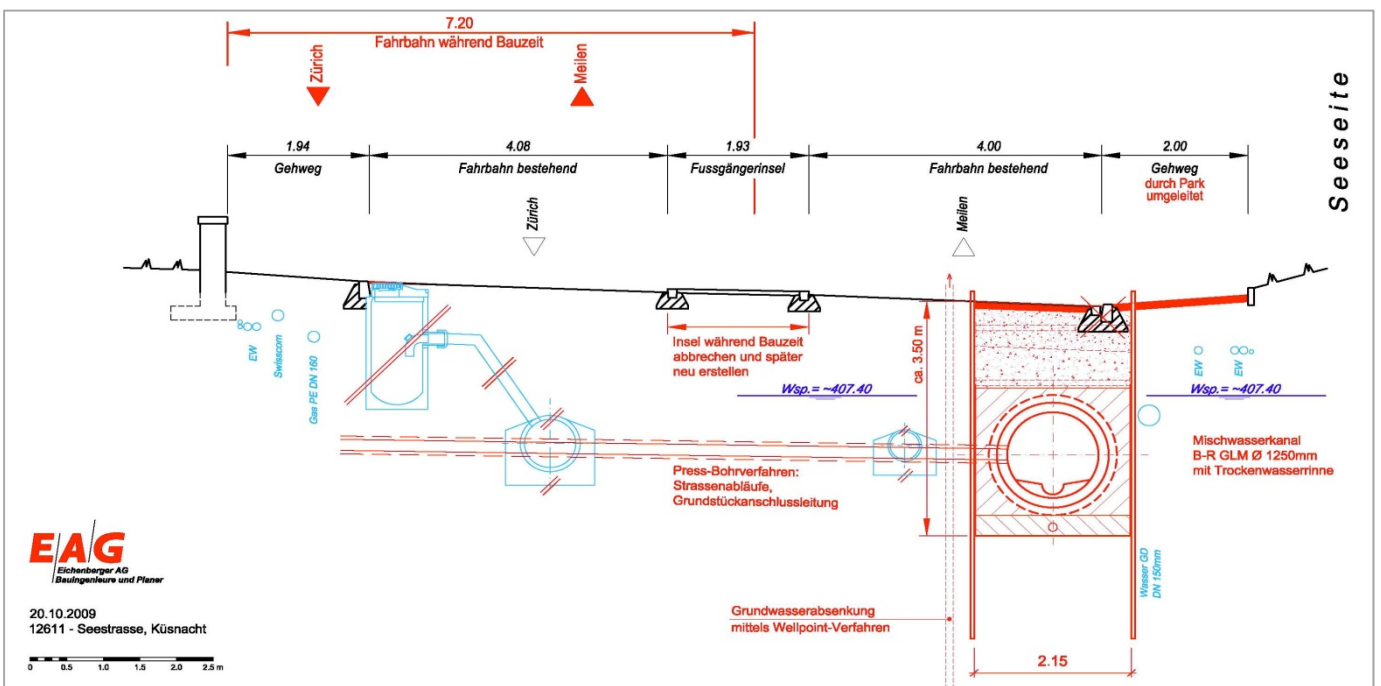 7.20
Fahrbahn während Bauzeit
Zürich
Meilen
Seeseite
1.94
Gehweg
4.08
Fahrbahn bestehend
1.93
Fussgängerinsel
4.00
Fahrbahn bestehend
2.00
Gehweg
durch Park
umgeleitet
Zürich
Meilen
EW
Swisscom
Gas PE DN 160
Insel während Bauzeit
abbrechen und später
neu erstellen
ca. 3.50 m
Wsp.= ~407.40
EW
EW
Wsp.= ~407.40
Press-Bohrverfahren:
Strassenabläufe,
Grundstückanschlussleitung
Mischwasserkanal
B-R GLM Ø 1250mm
mit Trockenwasserrinne
Wasser GD
DN 150mm
Grundwasserabsenkung
mittels Wellpoint-Verfahren
2.15
EAG
Eichenberger AG
Bauingenieure und Planer
20.10.2009
12611 - Seestrasse, Küsnacht
0 0.5 1.0 1.5 2.0 2.5 m